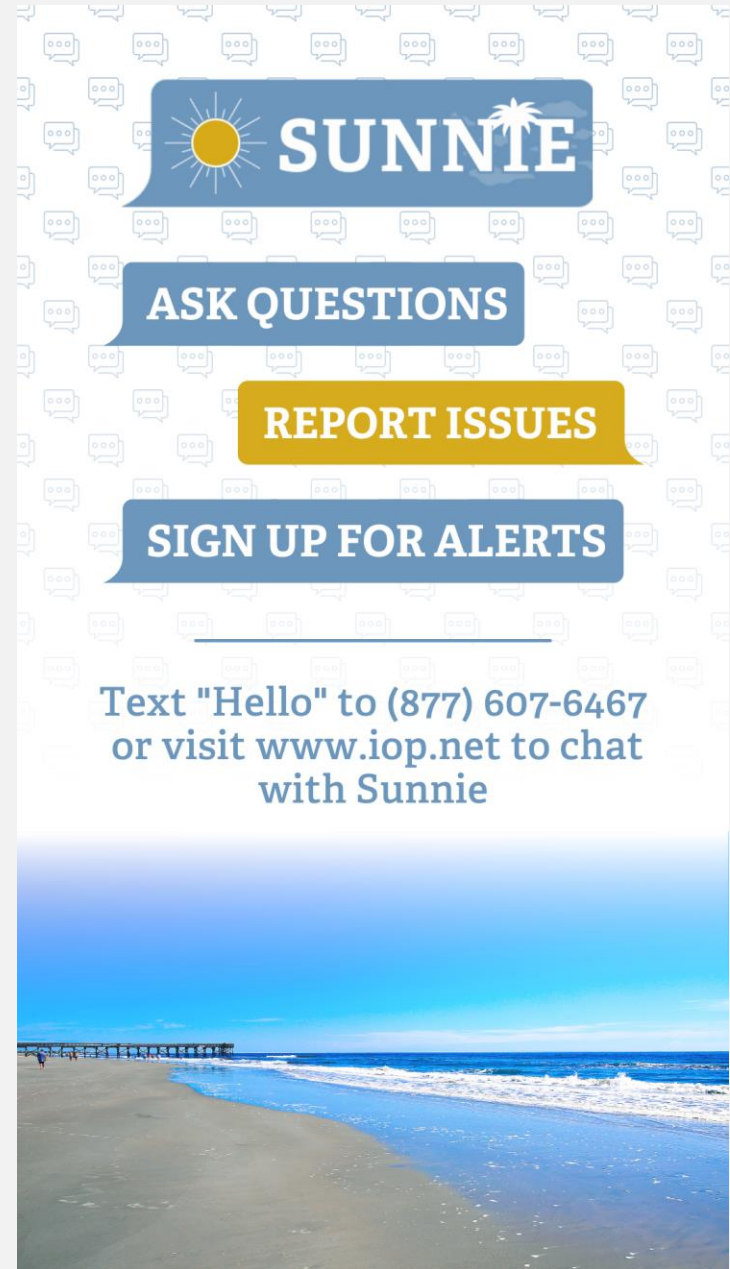 SUNNIE
ASK QUESTIONS
REPORT ISSUES
SIGN UP FOR ALERTS
Text "Hello" to (877) 607-6467
or visit www.iop.net to chat
with Sunnie